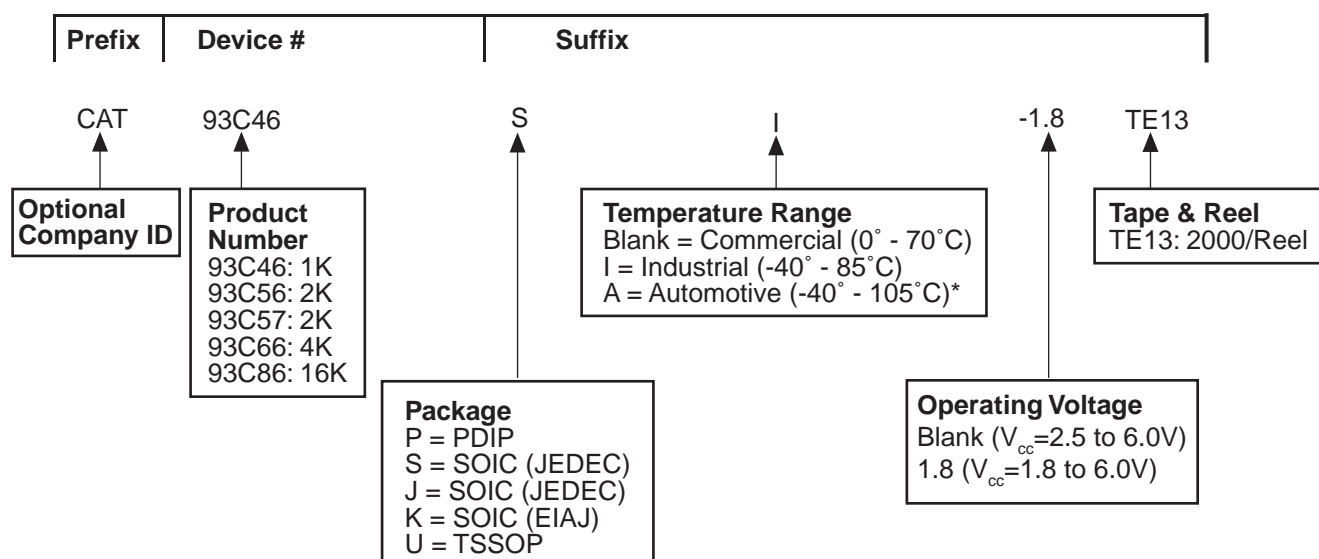 Prefix Device # Suffix
CAT 93C46 S I -1.8 TE13
Optional
Company ID
Product
Number
93C46: 1K
93C56: 2K
93C57: 2K
93C66: 4K
93C86: 16K
Temperature Range
Blank = Commercial (0˚ - 70˚C)
I = Industrial (-40˚ - 85˚C)
A = Automotive (-40˚ - 105˚C)*
Tape & Reel
TE13: 2000/Reel
Package
P = PDIP
S = SOIC (JEDEC)
J = SOIC (JEDEC)
K = SOIC (EIAJ)
U = TSSOP
Operating Voltage
Blank (Vcc=2.5 to 6.0V)
1.8 (Vcc=1.8 to 6.0V)